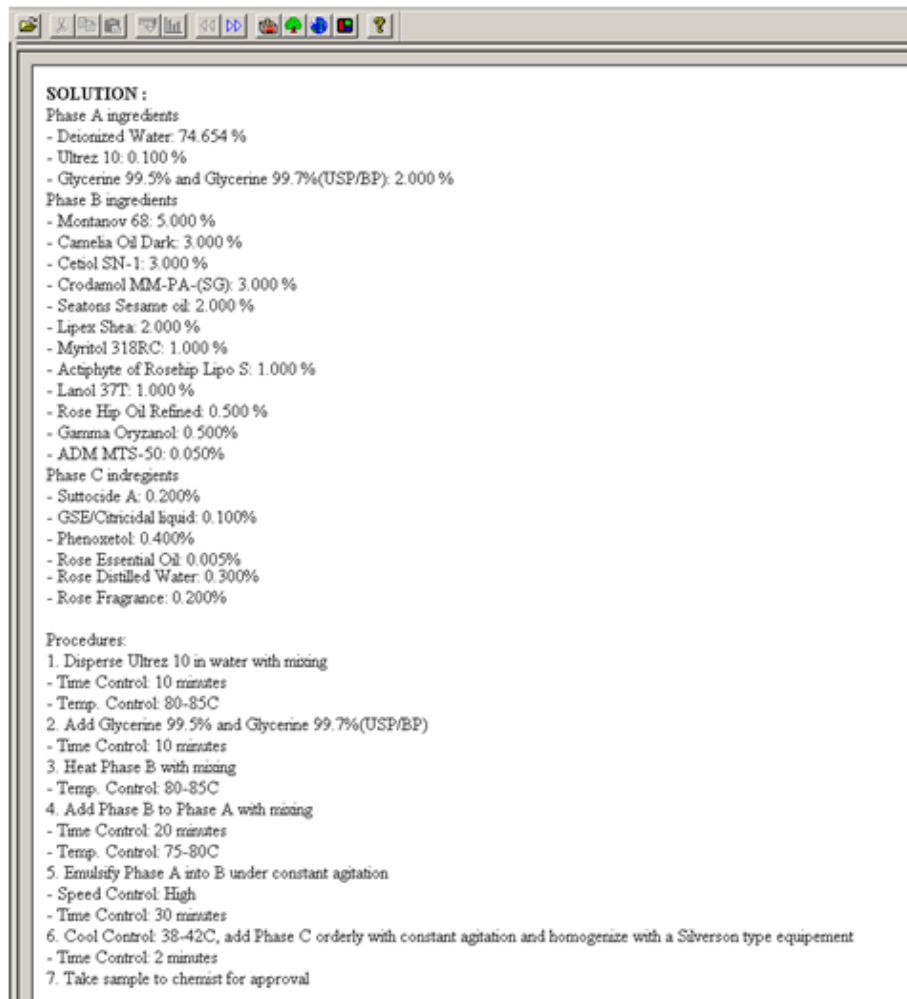 SOLUTION :
Phase A ingredients
- Deionized Water: 74.654 %
- Ultrez 10: 0.100 %
- Glycerine 99.5% and Glycerine 99.7%(USP/BP): 2.000 %
Phase B ingredients
- Montanov 68: 5.000 %
- Camelia Oil Dark: 3.000 %
- Cetiol SN-1: 3.000 %
- Crodamol MM-PA-(SG): 3.000 %
- Seatons Sesame oil: 2.000 %
- Lipex Shea: 2.000 %
- Myritol 318RC: 1.000 %
- Actiphyte of Rosehip Lipo S: 1.000 %
- Lanol 37T: 1.000 %
- Rose Hip Oil Refined: 0.500 %
- Gamma Oryzanol: 0.500%
- ADM MTS-50: 0.050%
Phase C indregients
- Suttocide A: 0.200%
- GSE/Citricidal liquid: 0.100%
- Phenoxetol: 0.400%
- Rose Essential Oil: 0.005%
- Rose Distilled Water: 0.300%
- Rose Fragrance: 0.200%
Procedures:
1. Disperse Ultrez 10 in water with mixing
- Time Control: 10 minutes
- Temp. Control: 80-85C
2. Add Glycerine 99.5% and Glycerine 99.7%(USP/BP)
- Time Control: 10 minutes
3. Heat Phase B with mixing
- Temp. Control: 80-85C
4. Add Phase B to Phase A with mixing
- Time Control: 20 minutes
- Temp. Control: 75-80C
5. Emulsify Phase A into B under constant agitation
- Speed Control: High
- Time Control: 30 minutes
6. Cool Control: 38-42C, add Phase C orderly with constant agitation and homogenize with a Silverson type equipement
- Time Control: 2 minutes
7. Take sample to chemist for approval